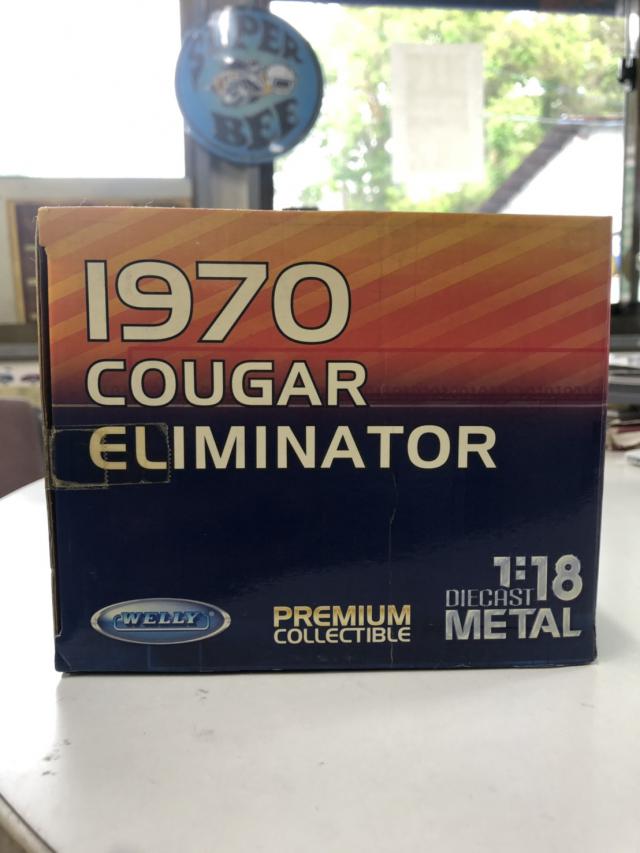 SUPER
BEE
1970
COUGAR
ELIMINATOR
WELLY
PREMIUM
COLLECTIBLE
1:18
DIECAST
METAL